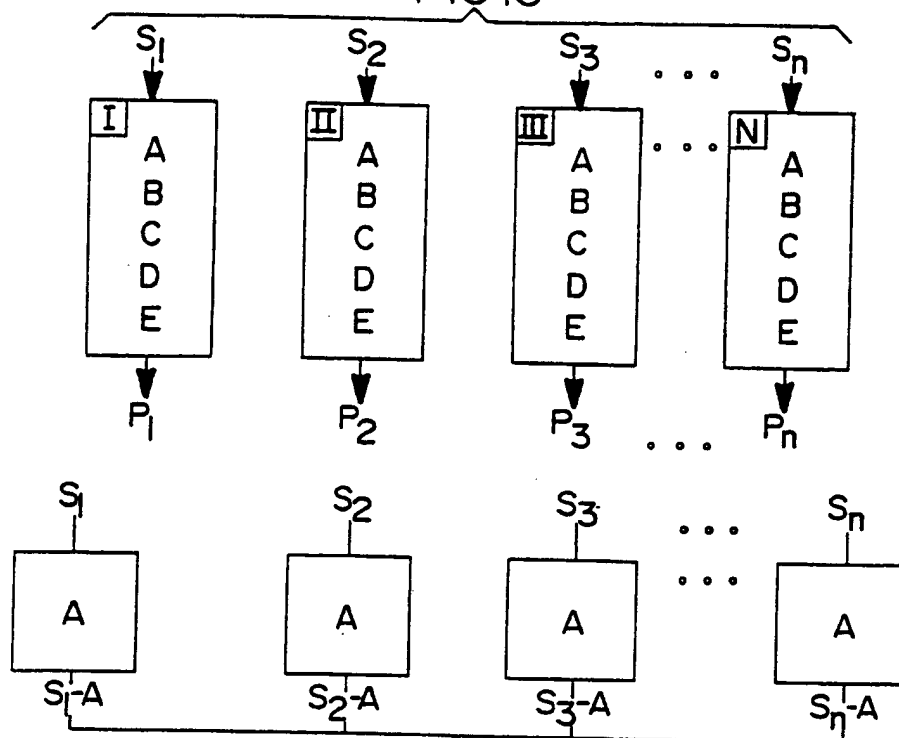 S1 S2 S3 . . . Sn
I II III . . . N
A A A A
B B B B
C C C C
D D D D
E E E E
P1 P2 P3 . . . Pn
S1 S2 S3 . . . Sn
A A A . . . A
S1-A S2-A S3-A Sn-A